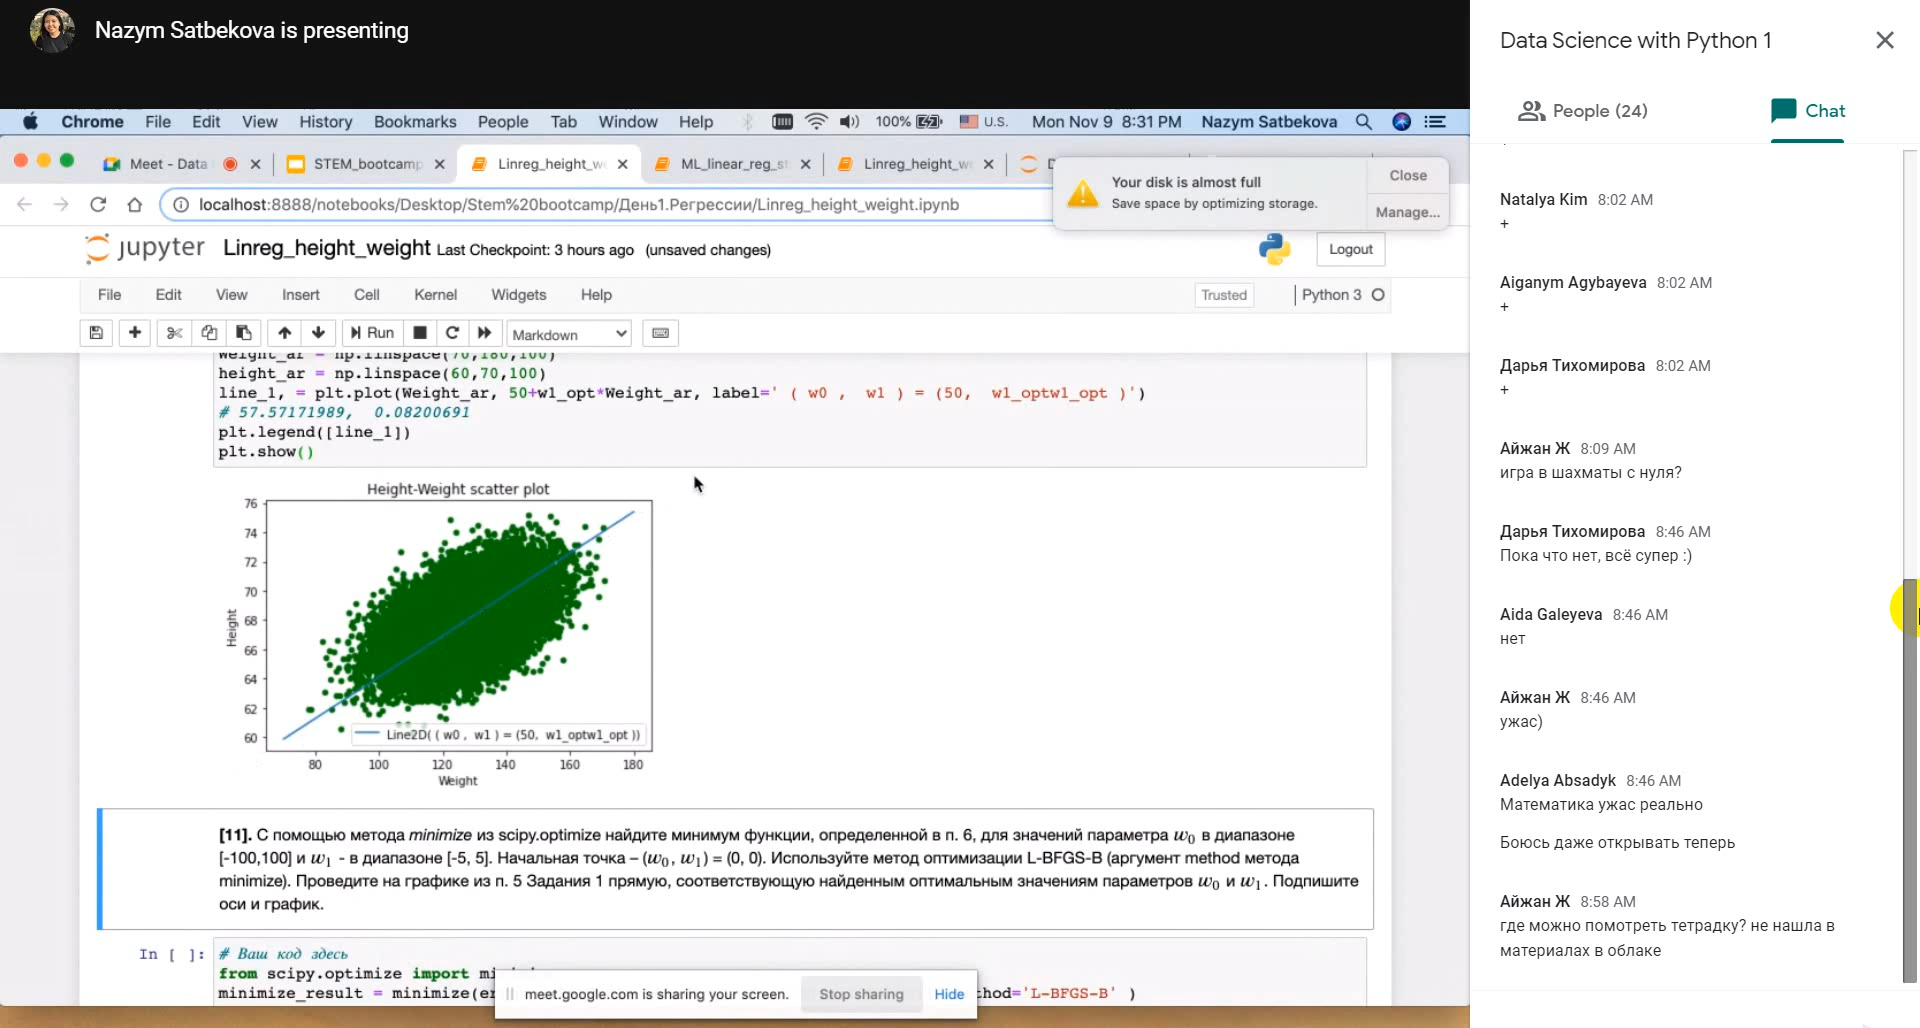 Nazym Satbekova is presenting
Data Science with Python 1
People (24)
Chat
Chrome File Edit View History Bookmarks People Tab Window Help 100% U.S. Mon Nov 9 8:31 PM Nazym Satbekova
Meet - Data
STEM_bootcamp
Linreg_height_we
ML_linear_reg_st
Linreg_height_we
localhost:8888/notebooks/Desktop/Stem%20bootcamp/День1.Регрессии/Linreg_height_weight.ipynb
Your disk is almost full
Save space by optimizing storage.
Close
Manage...
jupyter Linreg_height_weight Last Checkpoint: 3 hours ago (unsaved changes)
Logout
File Edit View Insert Cell Kernel Widgets Help
Trusted
Python 3
Run
Markdown
Weight_ar = np.linspace(70,180,100)
height_ar = np.linspace(60,70,100)
line_1, = plt.plot(Weight_ar, 50+w1_opt*Weight_ar, label=' ( w0 , w1 ) = (50, w1_optw1_opt )')
# 57.57171989, 0.08200691
plt.legend([line_1])
plt.show()
Height-Weight scatter plot
76
74
72
70
68
66
64
62
60
Height
Line2D( ( w0 , w1 ) = (50, w1_optw1_opt ))
80 100 120 140 160 180
Weight
[11]. С помощью метода minimize из scipy.optimize найдите минимум функции, определенной в п. 6, для значений параметра w0 в диапазоне
[-100,100] и w1 - в диапазоне [-5, 5]. Начальная точка – (w0, w1) = (0, 0). Используйте метод оптимизации L-BFGS-B (аргумент method метода
minimize). Проведите на графике из п. 5 Задания 1 прямую, соответствующую найденным оптимальным значениям параметров w0 и w1. Подпишите
оси и график.
In [ ]: # Ваш код здесь
from scipy.optimize import
minimize_result = minimize(
hod='L-BFGS-B' )
meet.google.com is sharing your screen.
Stop sharing
Hide
Natalya Kim 8:02 AM
+
Aiganym Agybayeva 8:02 AM
+
Дарья Тихомирова 8:02 AM
+
Айжан Ж 8:09 AM
игра в шахматы с нуля?
Дарья Тихомирова 8:46 AM
Пока что нет, всё супер :)
Aida Galeyeva 8:46 AM
нет
Айжан Ж 8:46 AM
ужас)
Adelya Absadyk 8:46 AM
Математика ужас реально
Боюсь даже открывать теперь
Айжан Ж 8:58 AM
где можно помотреть тетрадку? не нашла в
материалах в облаке